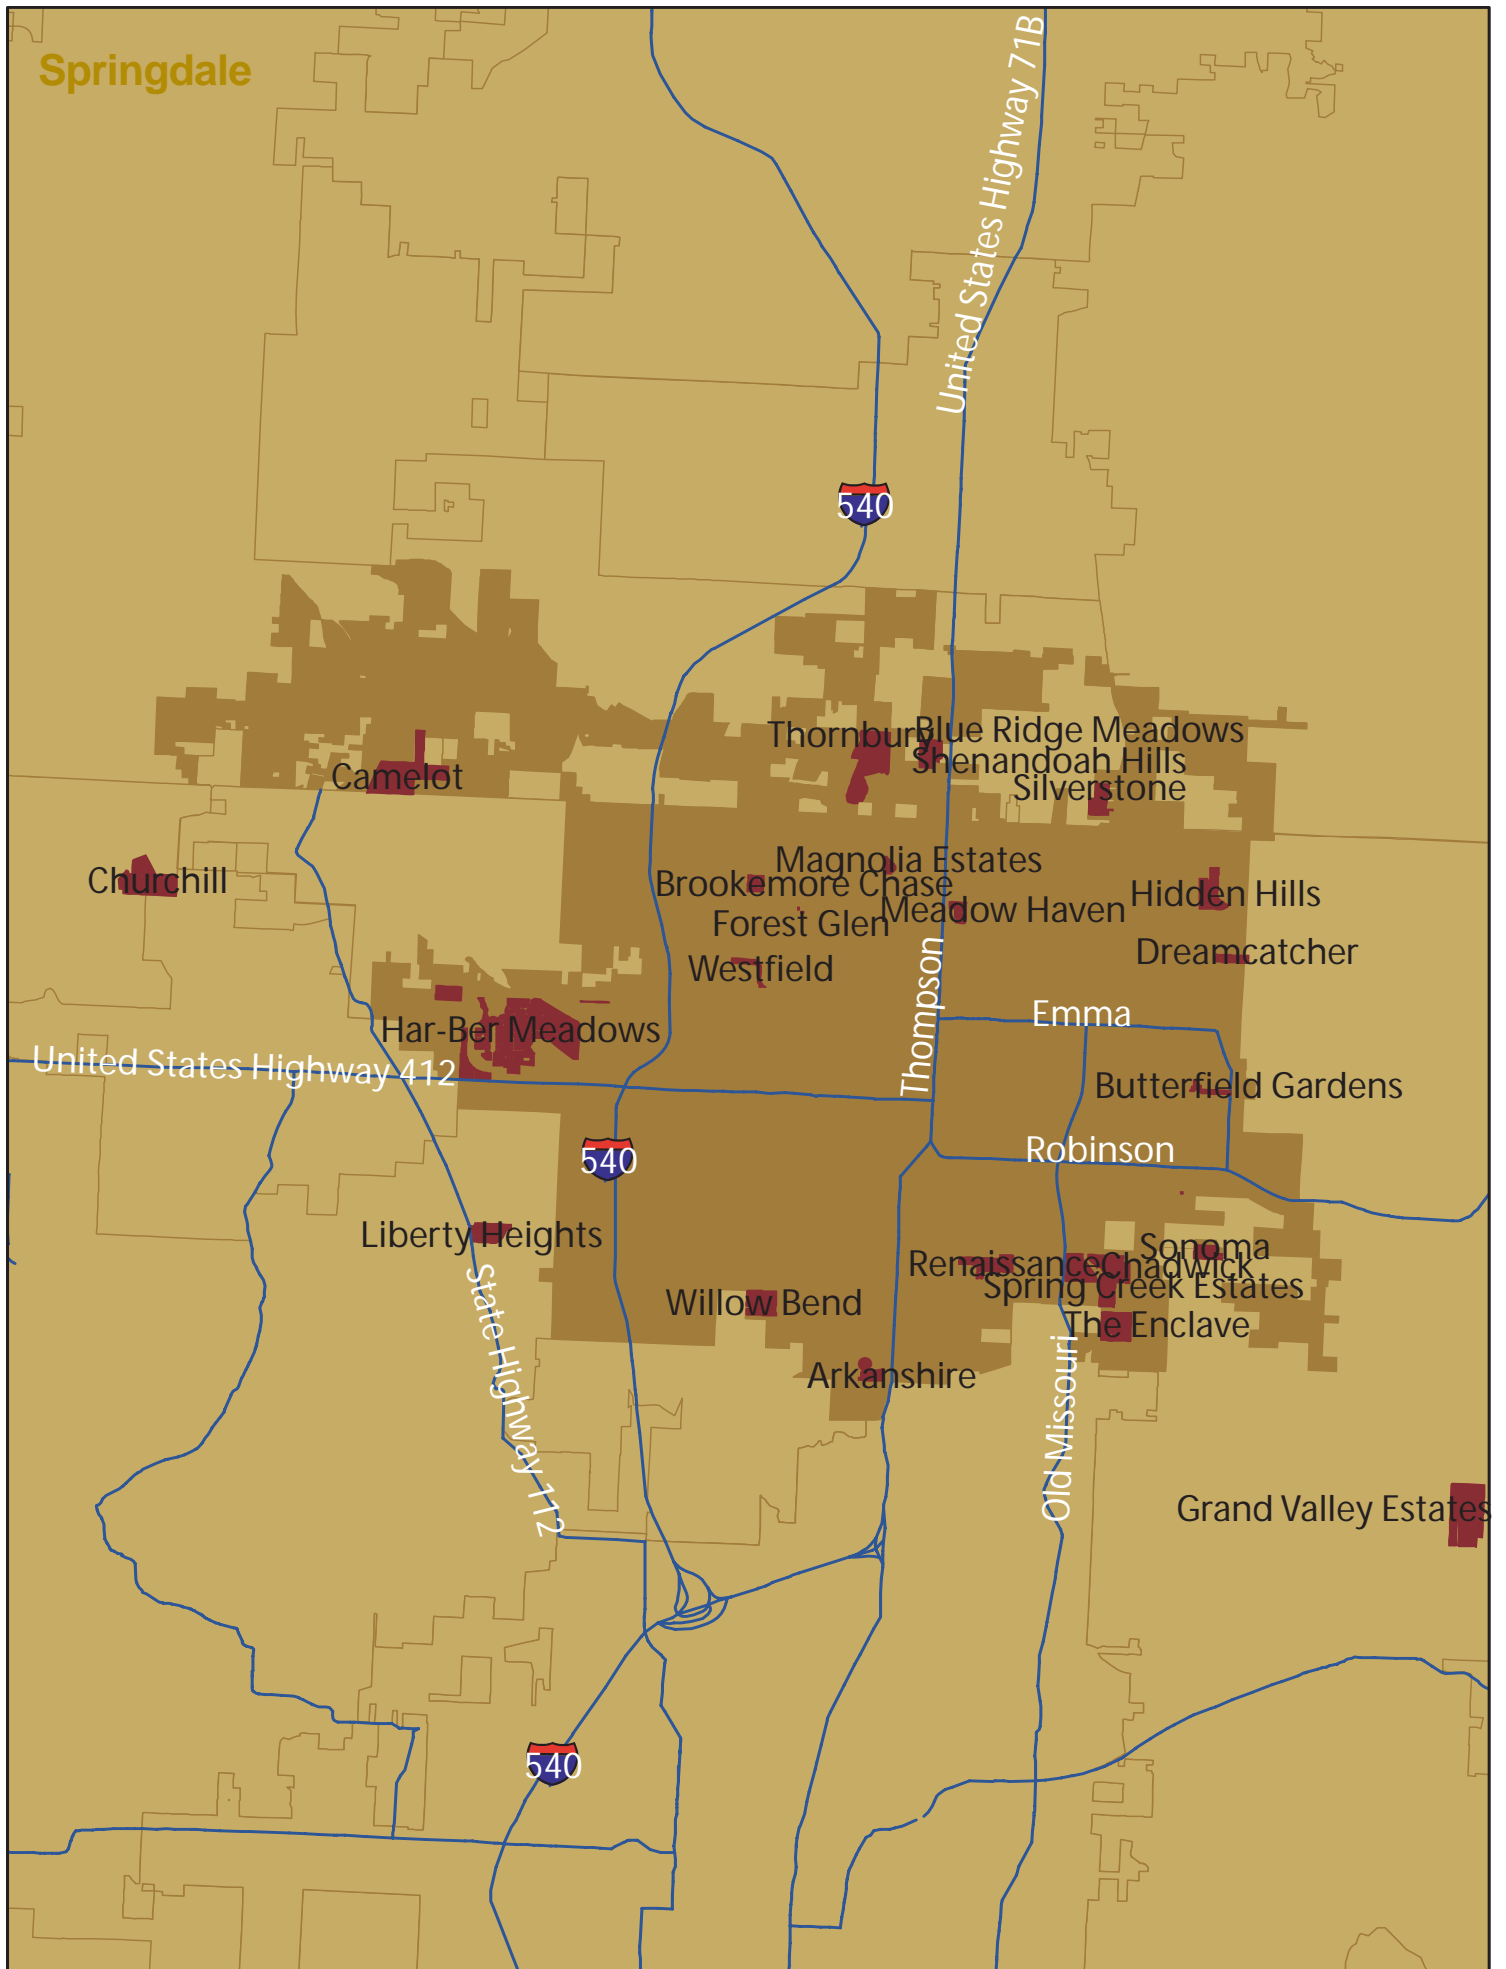 Springdale
United States Highway 71B
540
Thornbury
Blue Ridge Meadows
Shenandoah Hills
Camelot
Silverstone
Magnolia Estates
Churchill
Brookemore Chase
Hidden Hills
Meadow Haven
Forest Glen
Dreamcatcher
Westfield
Thompson
Emma
Har-Ber Meadows
United States Highway 412
Butterfield Gardens
Robinson
540
Liberty Heights
Sonoma
Renaissance
Chadwick
Spring Creek Estates
Willow Bend
The Enclave
State Highway 112
Arkanshire
Old Missouri
Grand Valley Estates
540